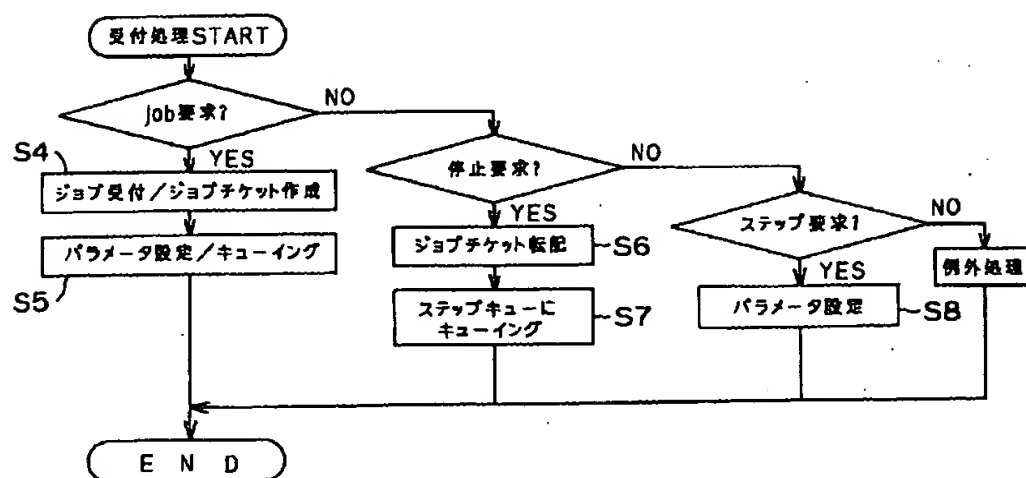 受付処理START
job要求?
NO
S4
YES
ジョブ受付/ジョブチケット作成
パラメータ設定/キューイング
S5
停止要求?
NO
YES
ジョブチケット転記
S6
ステップキューに
キューイング
S7
ステップ要求?
NO
YES
例外処理
パラメータ設定
S8
END